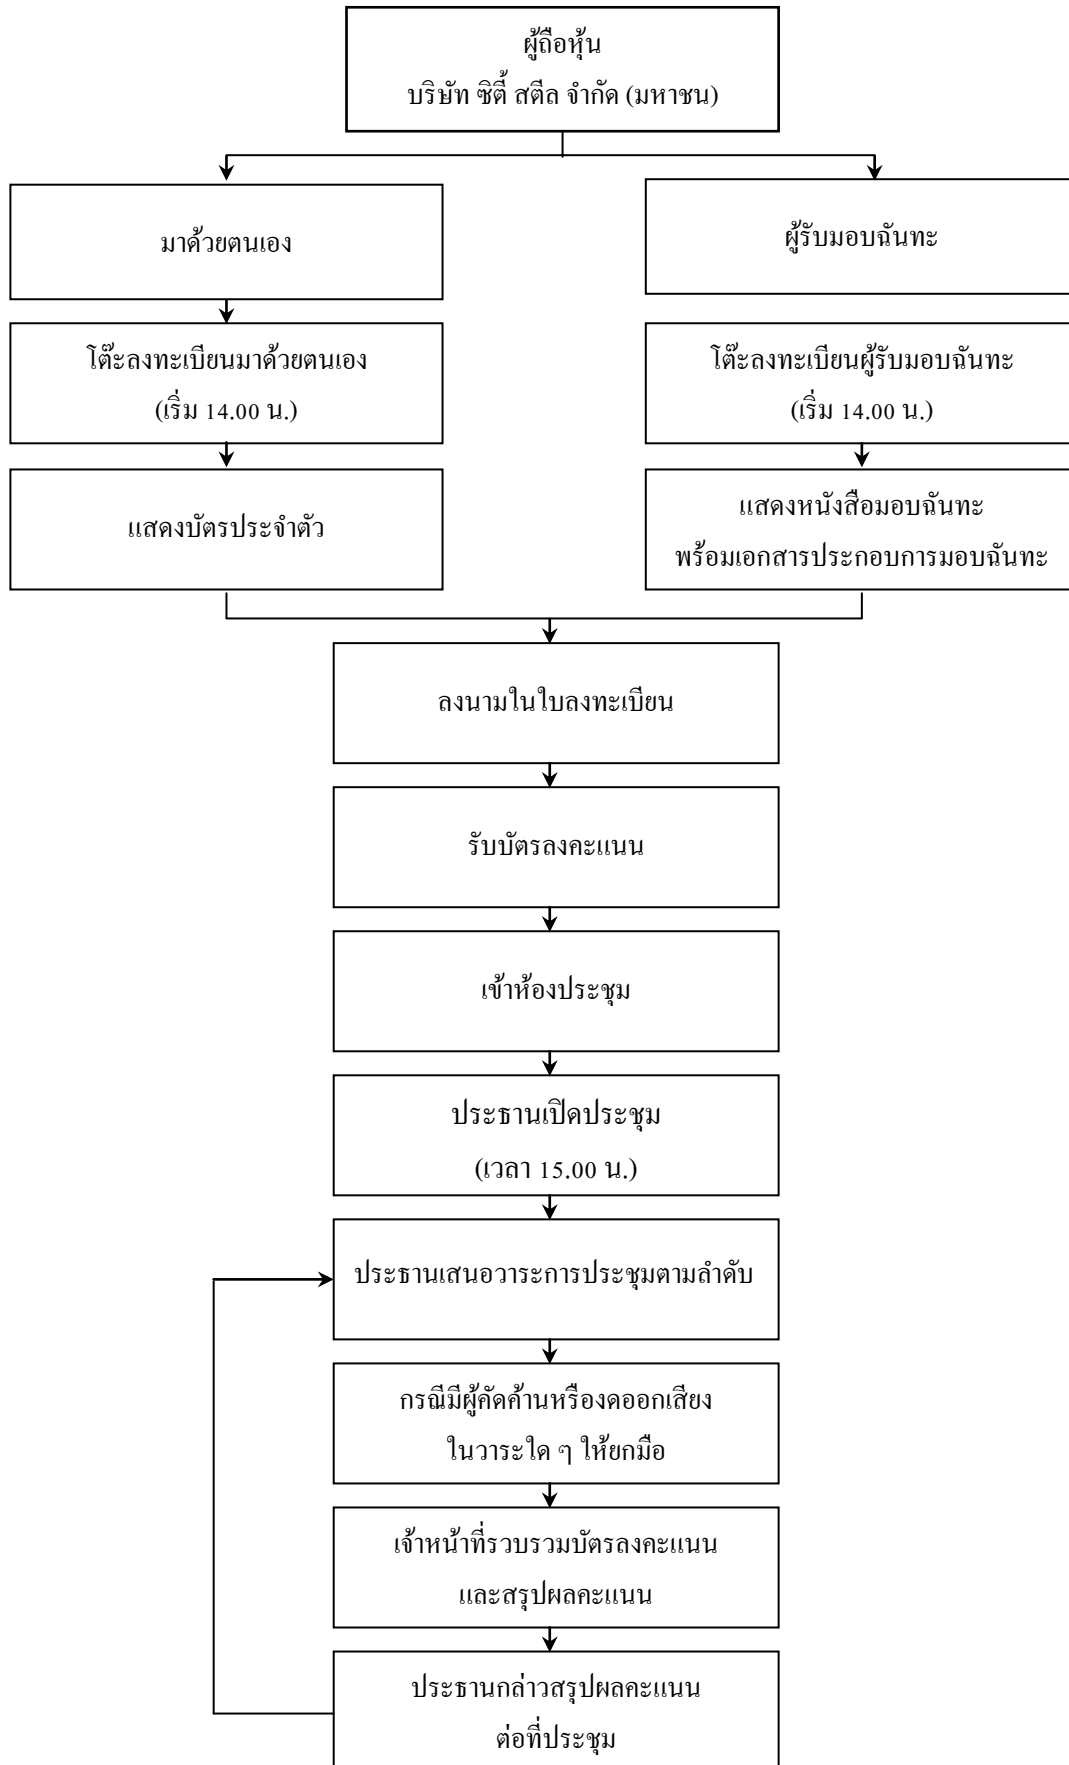 ผู้ถือหุ้น
บริษัท ซิตี้ สตีล จำกัด (มหาชน)
มาด้วยตนเอง
ผู้รับมอบฉันทะ
โต๊ะลงทะเบียนมาด้วยตนเอง
(เริ่ม 14.00 น.)
โต๊ะลงทะเบียนผู้รับมอบฉันทะ
(เริ่ม 14.00 น.)
แสดงบัตรประจำตัว
แสดงหนังสือมอบฉันทะ
พร้อมเอกสารประกอบการมอบฉันทะ
ลงนามในใบลงทะเบียน
รับบัตรลงคะแนน
เข้าห้องประชุม
ประธานเปิดประชุม
(เวลา 15.00 น.)
ประธานเสนอวาระการประชุมตามลำดับ
กรณีมีผู้คัดค้านหรืองดออกเสียง
ในวาระใด ๆ ให้ยกมือ
เจ้าหน้าที่รวบรวมบัตรลงคะแนน
และสรุปผลคะแนน
ประธานกล่าวสรุปผลคะแนน
ต่อที่ประชุม